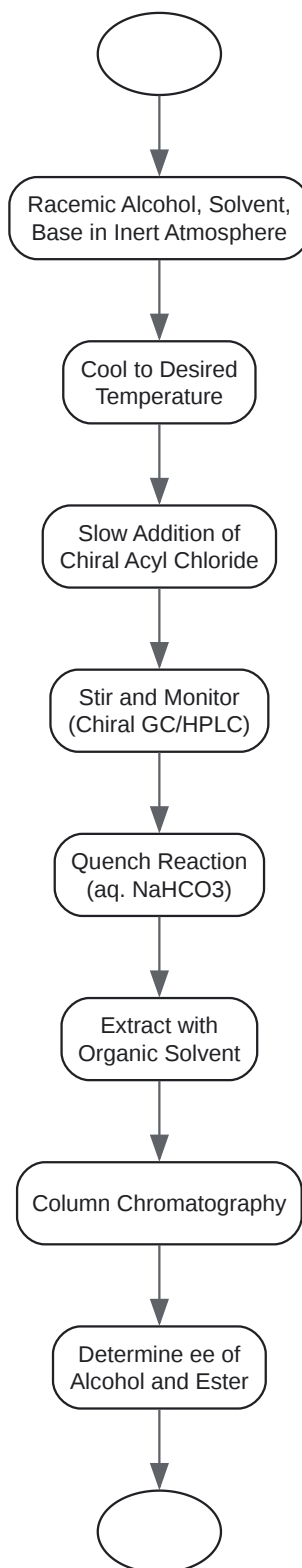 Racemic Alcohol, Solvent,
Base in Inert Atmosphere
Cool to Desired
Temperature
Slow Addition of
Chiral Acyl Chloride
Stir and Monitor
(Chiral GC/HPLC)
Quench Reaction
(aq. NaHCO3)
Extract with
Organic Solvent
Column Chromatography
Determine ee of
Alcohol and Ester